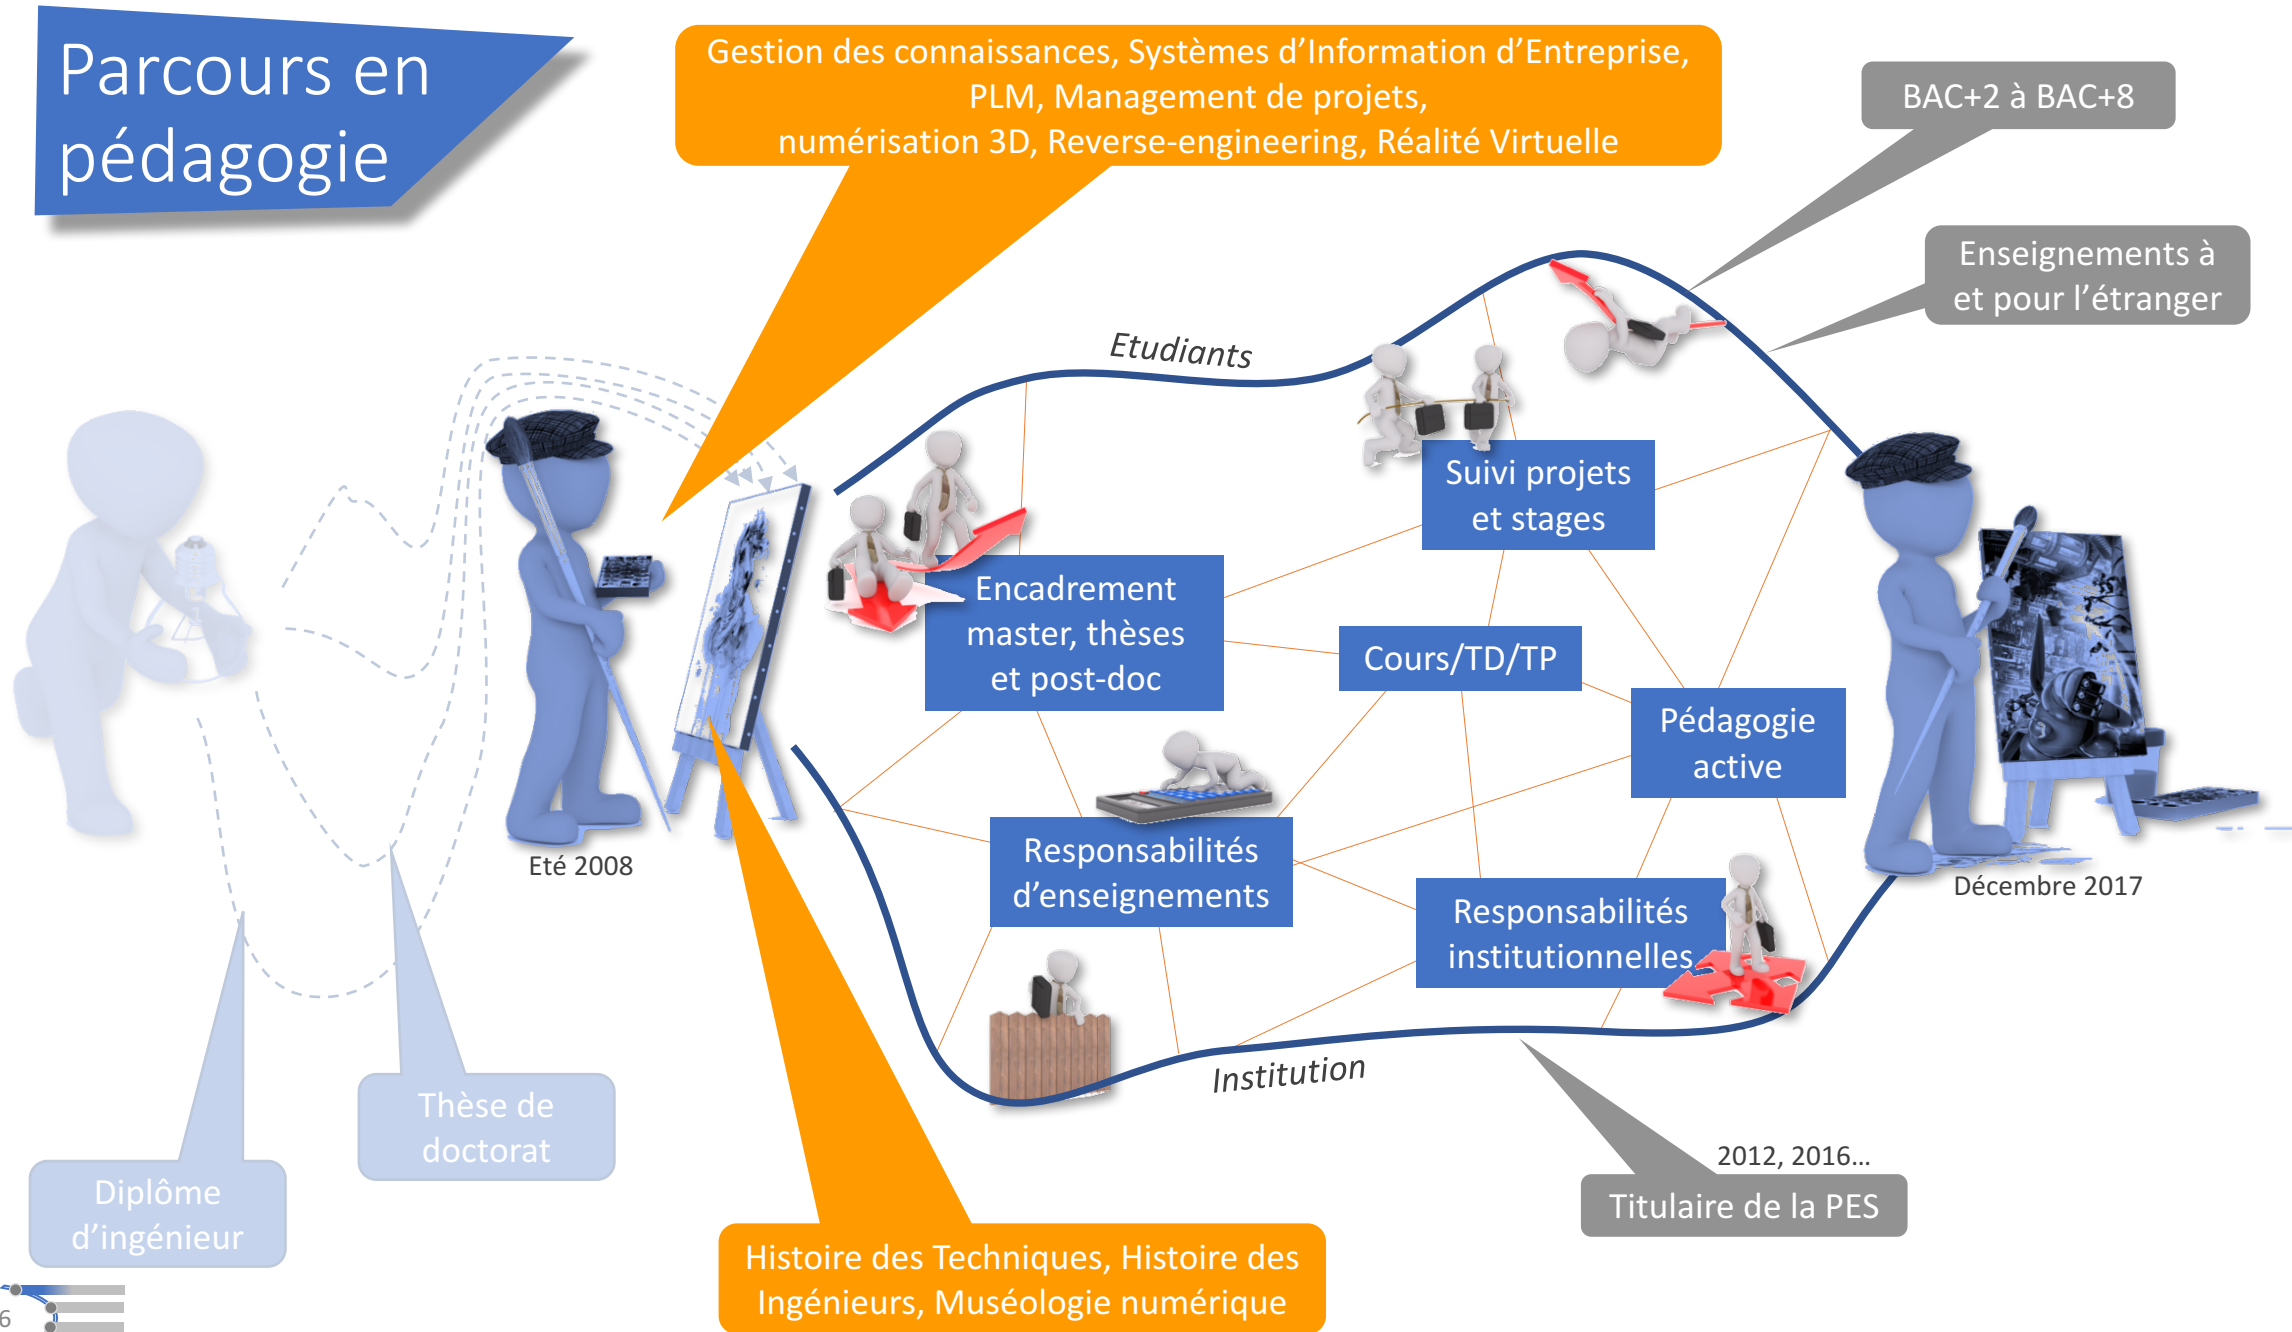 Parcours en
pédagogie
Gestion des connaissances, Systèmes d’Information d’Entreprise,
PLM, Management de projets,
numérisation 3D, Reverse-engineering, Réalité Virtuelle
BAC+2 à BAC+8
Enseignements à
et pour l’étranger
Etudiants
Suivi projets
et stages
Encadrement
master, thèses
et post-doc
Cours/TD/TP
Pédagogie
active
Responsabilités
d’enseignements
Responsabilités
institutionnelles
Eté 2008
Décembre 2017
Institution
Thèse de
doctorat
Diplôme
d’ingénieur
2012, 2016…
Titulaire de la PES
Histoire des Techniques, Histoire des
Ingénieurs, Muséologie numérique
6